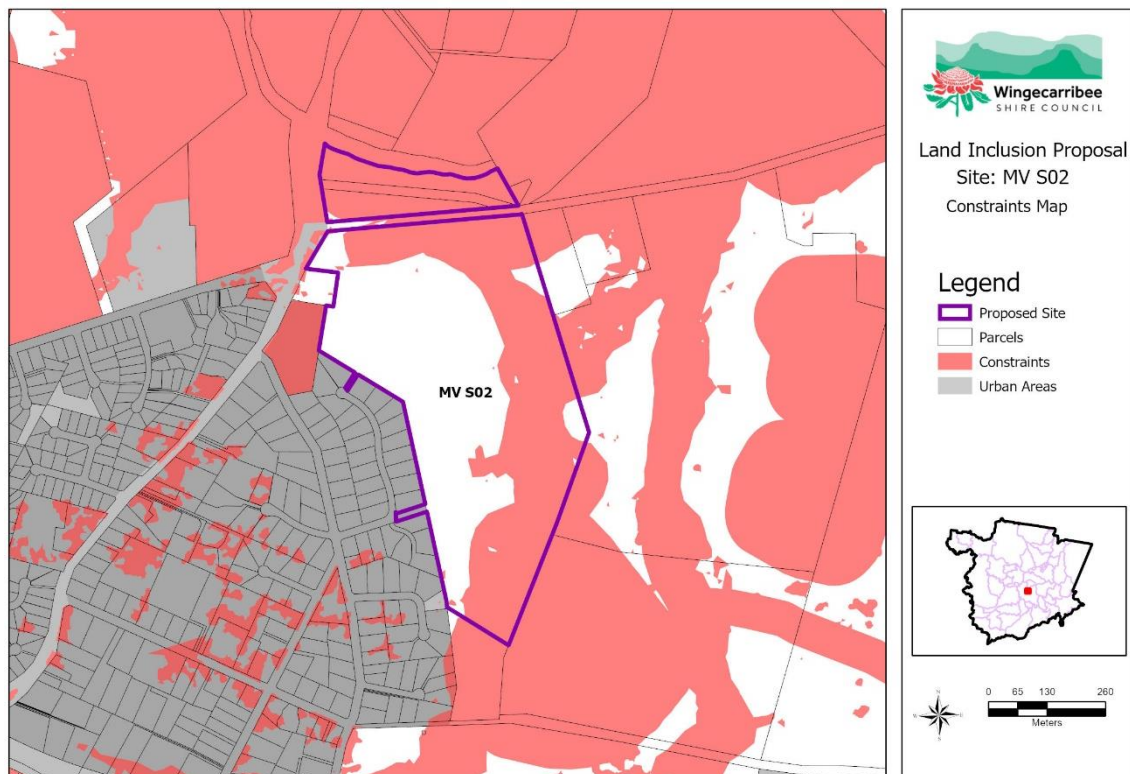 MV S02
Wingecarribee
SHIRE COUNCIL
Land Inclusion Proposal
Site: MV S02
Constraints Map
Legend
Proposed Site
Parcels
Constraints
Urban Areas
N
W E
S
0 65 130 260
Meters